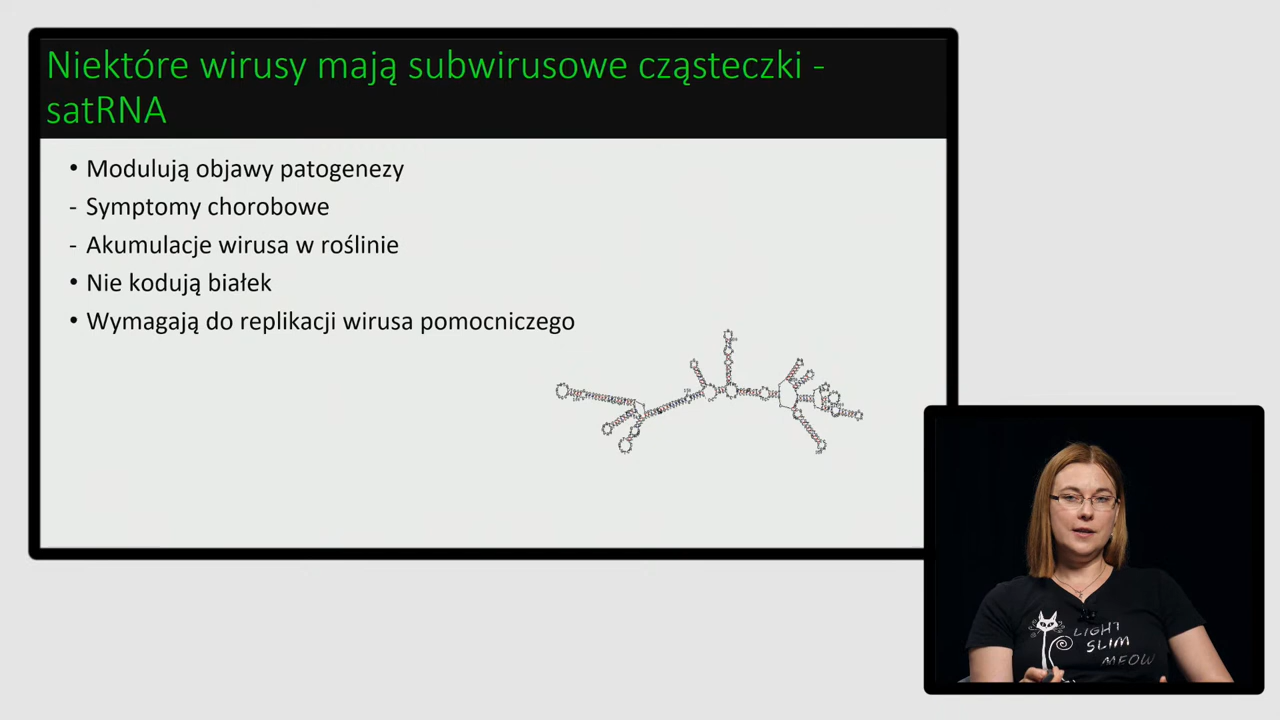 Niektóre wirusy mają subwirusowe cząsteczki -
satRNA
• Modulują objawy patogenezy
- Symptomy chorobowe
- Akumulacje wirusa w roślinie
• Nie kodują białek
• Wymagają do replikacji wirusa pomocniczego
LIGHT
SLIM
MEOW